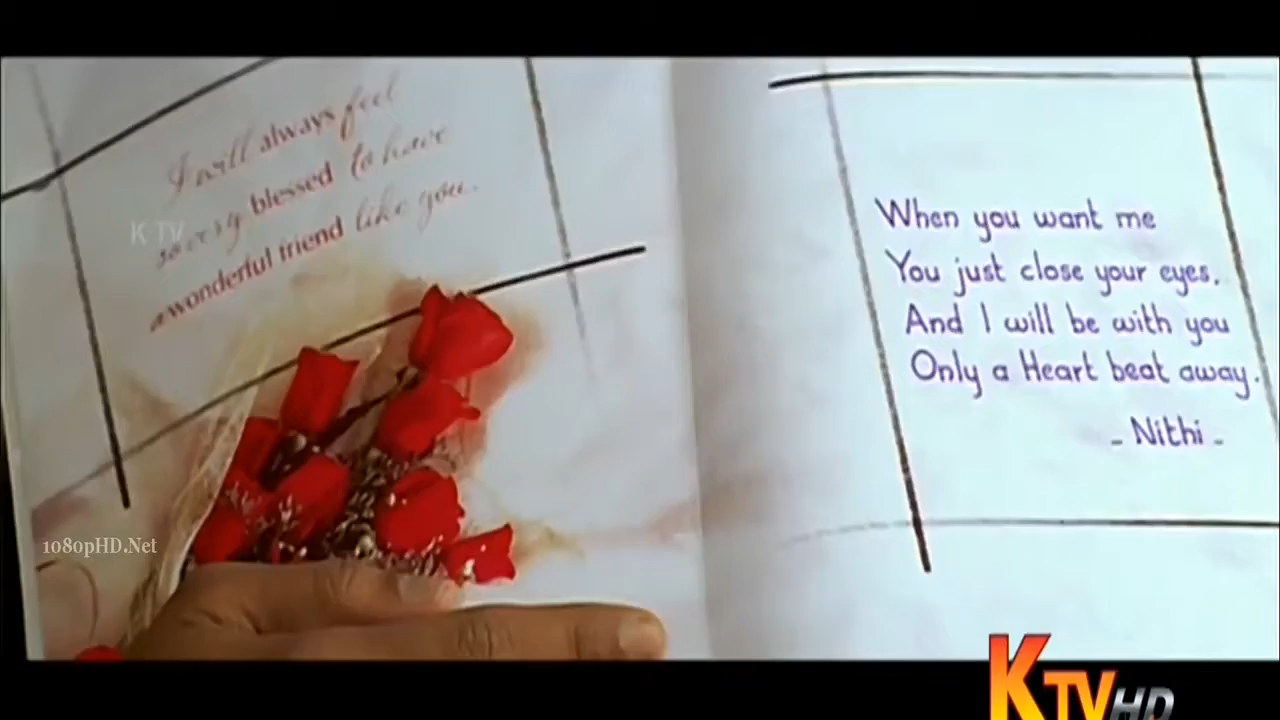 I will always feel
so very blessed to have
a wonderful friend like you.
K TV
When you want me
You just close your eyes.
And I will be with you
Only a Heart beat away.
- Nithi -
1080pHD.Net
KTV HD